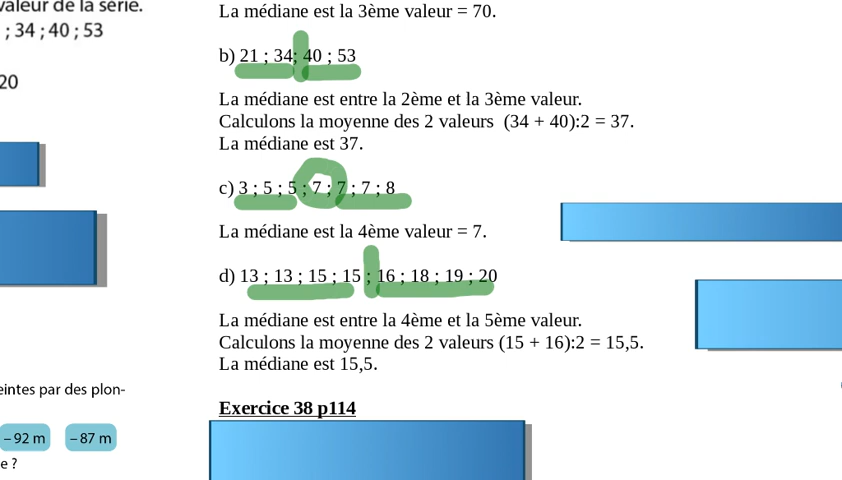 valeur de la série.
; 34 ; 40 ; 53
20
eintes par des plon-
– 92 m – 87 m
e ?
La médiane est la 3ème valeur = 70.
b) 21 ; 34; 40 ; 53
La médiane est entre la 2ème et la 3ème valeur.
Calculons la moyenne des 2 valeurs (34 + 40):2 = 37.
La médiane est 37.
c) 3 ; 5 ; 5 ; 7 ; 7 ; 7 ; 8
La médiane est la 4ème valeur = 7.
d) 13 ; 13 ; 15 ; 15 ; 16 ; 18 ; 19 ; 20
La médiane est entre la 4ème et la 5ème valeur.
Calculons la moyenne des 2 valeurs (15 + 16):2 = 15,5.
La médiane est 15,5.
Exercice 38 p114